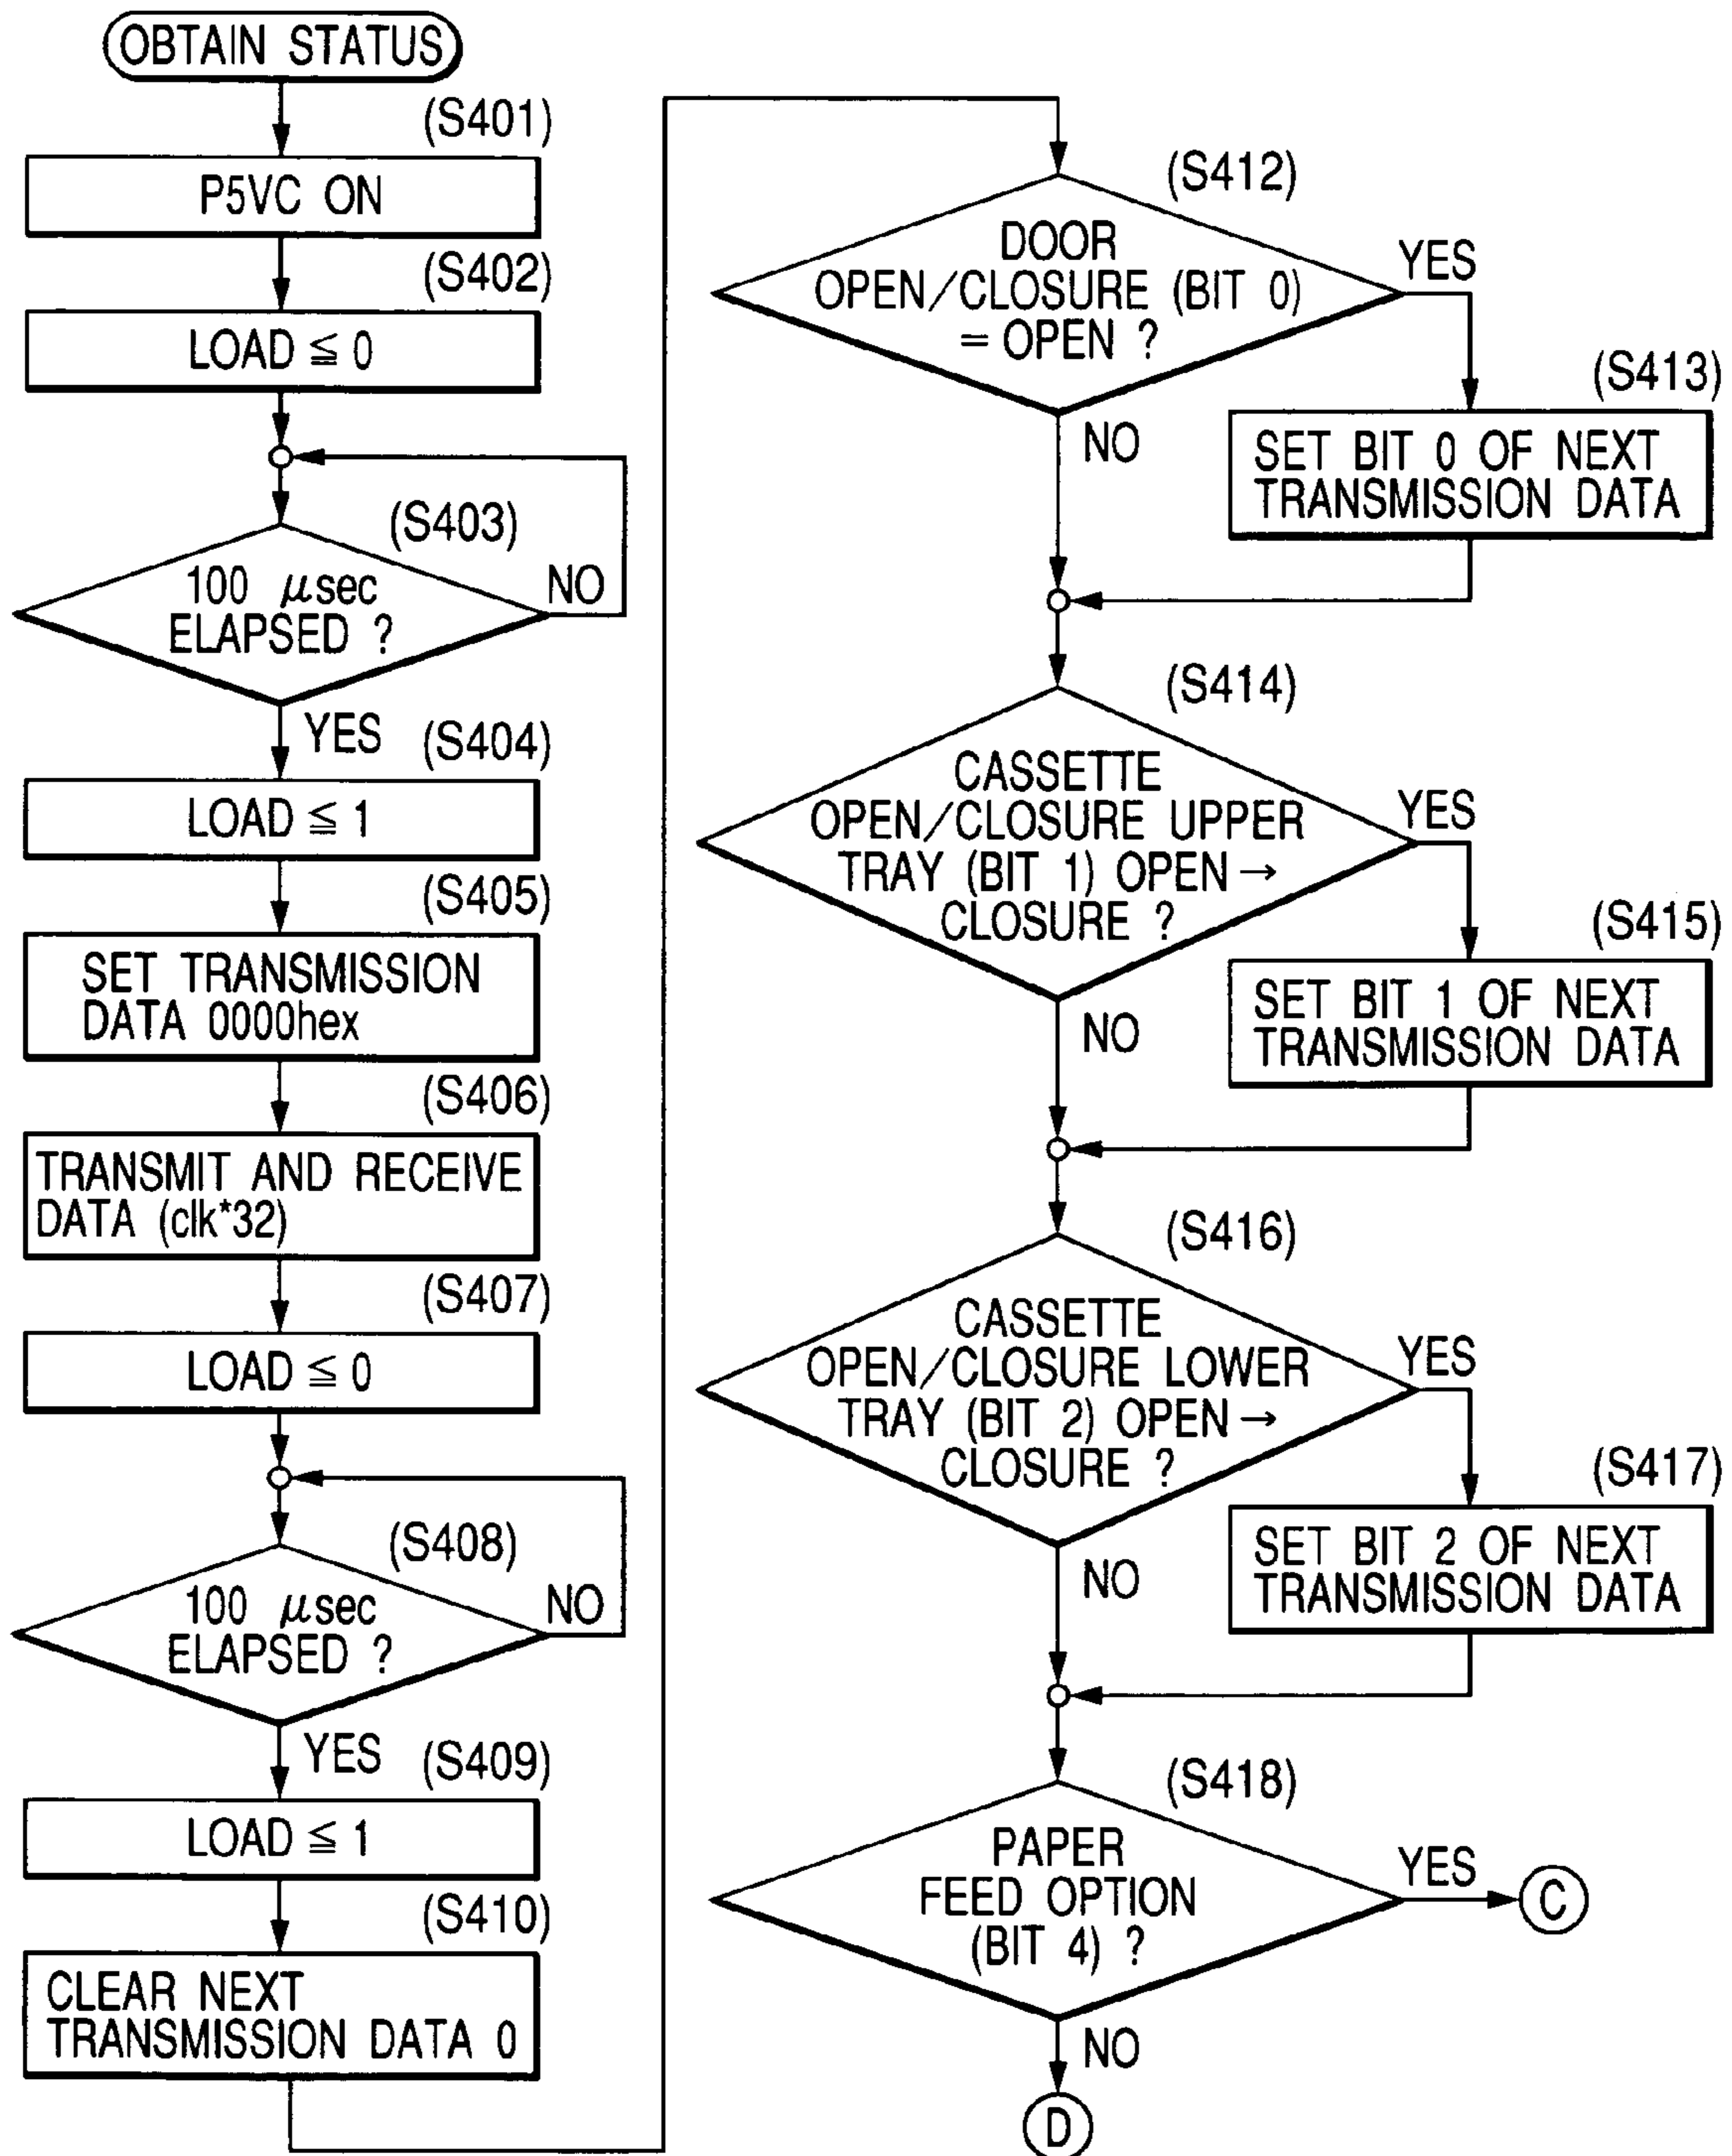 OBTAIN STATUS
(S401)
P5VC ON
(S402)
LOAD ≦ 0
(S403)
100 μsec
ELAPSED ?
NO
YES
(S404)
LOAD ≦ 1
(S405)
SET TRANSMISSION
DATA 0000hex
(S406)
TRANSMIT AND RECEIVE
DATA (clk*32)
(S407)
LOAD ≦ 0
(S408)
100 μsec
ELAPSED ?
NO
YES
(S409)
LOAD ≦ 1
(S410)
CLEAR NEXT
TRANSMISSION DATA 0
(S412)
DOOR
OPEN/CLOSURE (BIT 0)
= OPEN ?
YES
NO
(S413)
SET BIT 0 OF NEXT
TRANSMISSION DATA
(S414)
CASSETTE
OPEN/CLOSURE UPPER
TRAY (BIT 1) OPEN →
CLOSURE ?
YES
NO
(S415)
SET BIT 1 OF NEXT
TRANSMISSION DATA
(S416)
CASSETTE
OPEN/CLOSURE LOWER
TRAY (BIT 2) OPEN →
CLOSURE ?
YES
NO
(S417)
SET BIT 2 OF NEXT
TRANSMISSION DATA
(S418)
PAPER
FEED OPTION
(BIT 4) ?
YES
C
NO
D